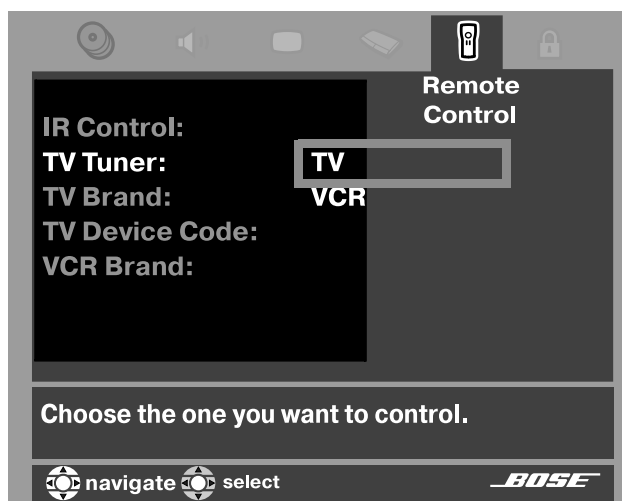 Remote
Control
IR Control:
TV Tuner: TV
TV Brand: VCR
TV Device Code:
VCR Brand:
Choose the one you want to control.
navigate select
BOSE